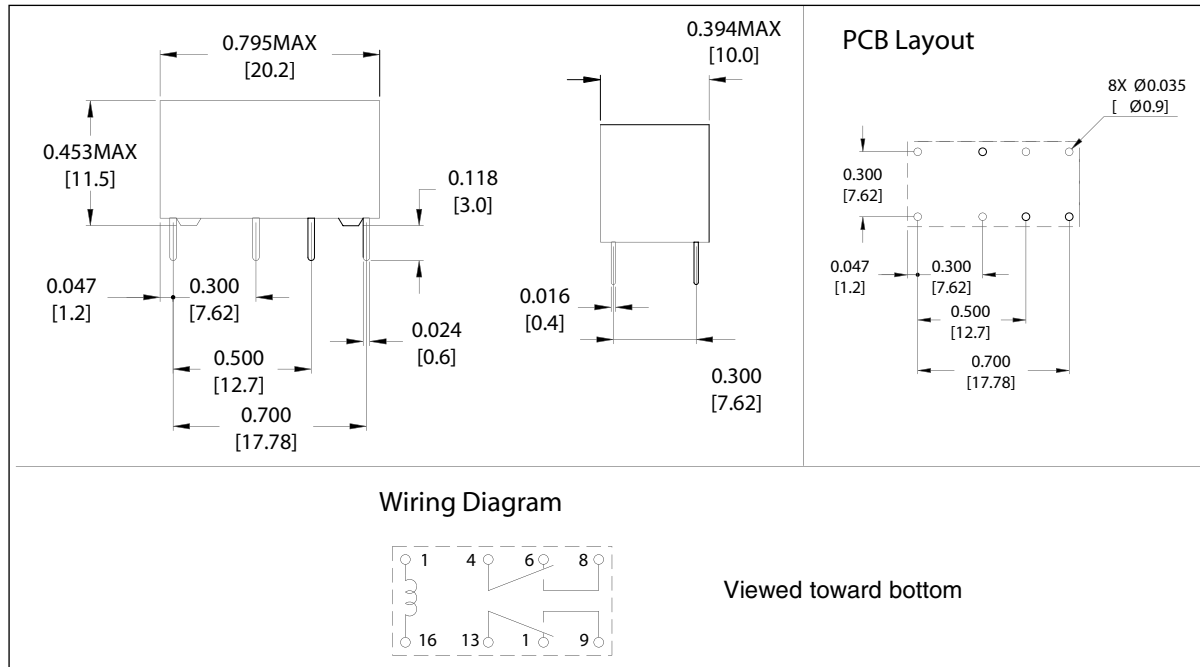 0.795MAX
[20.2]
0.453MAX
[11.5]
0.118
[3.0]
0.047
[1.2]
0.300
[7.62]
0.024
[0.6]
0.500
[12.7]
0.700
[17.78]
0.394MAX
[10.0]
0.016
[0.4]
0.300
[7.62]
PCB Layout
8X Ø0.035
[ Ø0.9]
0.300
[7.62]
0.047
[1.2]
0.300
[7.62]
0.500
[12.7]
0.700
[17.78]
Wiring Diagram
1 4 6 8
16 13 1 9
Viewed toward bottom